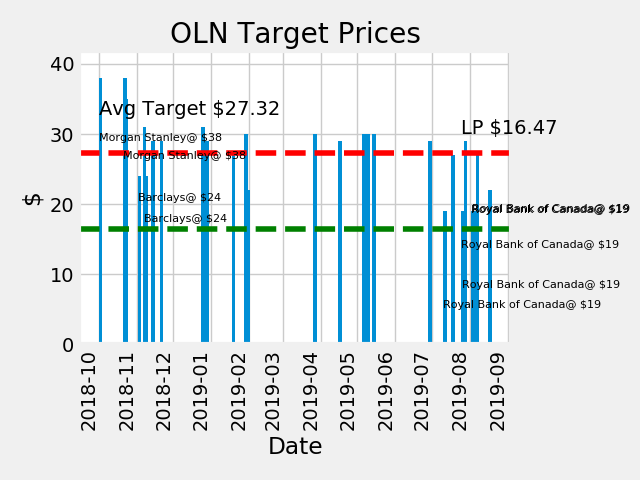 OLN Target Prices
40
Avg Target $27.32
LP $16.47
Morgan Stanley@ $38
30
Morgan Stanley@ $38
Barclays@ $24
Royal Bank of Canada@ $19
Royal Bank of Canada@ $19
20
Barclays@ $24
$
Royal Bank of Canada@ $19
Royal Bank of Canada@ $19
10
Royal Bank of Canada@ $19
0
2018-10
2018-11
2018-12
2019-01
2019-02
2019-03
2019-04
2019-05
2019-06
2019-07
2019-08
2019-09
Date